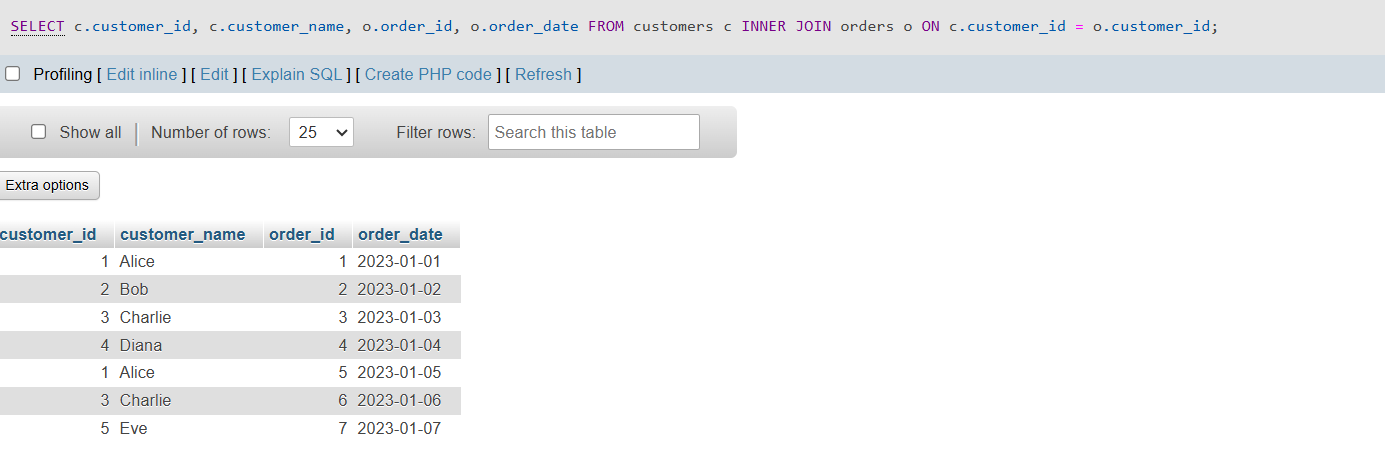 SELECT c.customer_id, c.customer_name, o.order_id, o.order_date FROM customers c INNER JOIN orders o ON c.customer_id = o.customer_id;
Profiling [ Edit inline ] [ Edit ] [ Explain SQL ] [ Create PHP code ] [ Refresh ]
Show all Number of rows: 25 Filter rows: Search this table
Extra options
customer_id customer_name order_id order_date
1 Alice 1 2023-01-01
2 Bob 2 2023-01-02
3 Charlie 3 2023-01-03
4 Diana 4 2023-01-04
1 Alice 5 2023-01-05
3 Charlie 6 2023-01-06
5 Eve 7 2023-01-07